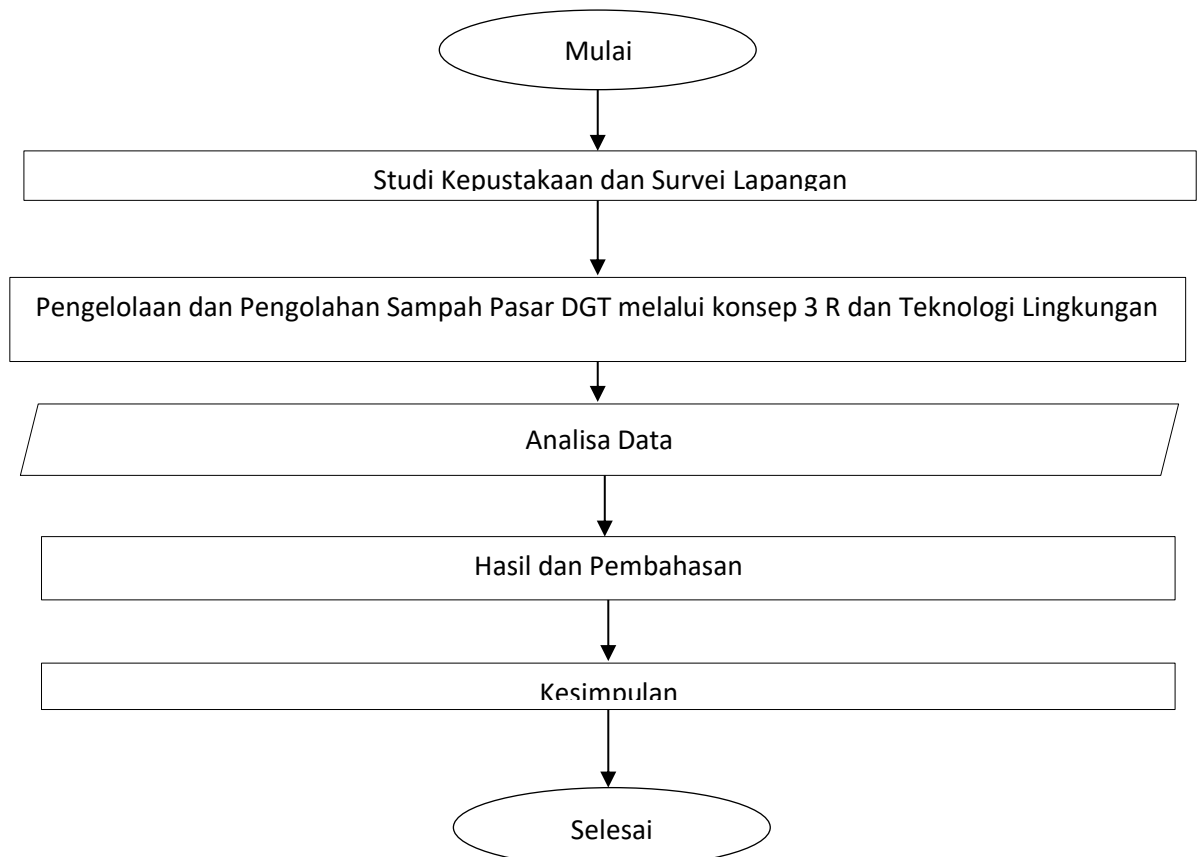 Mulai
Studi Kepustakaan dan Survei Lapangan
Pengelolaan dan Pengolahan Sampah Pasar DGT melalui konsep 3 R dan Teknologi Lingkungan
Analisa Data
Hasil dan Pembahasan
Kesimpulan
Selesai